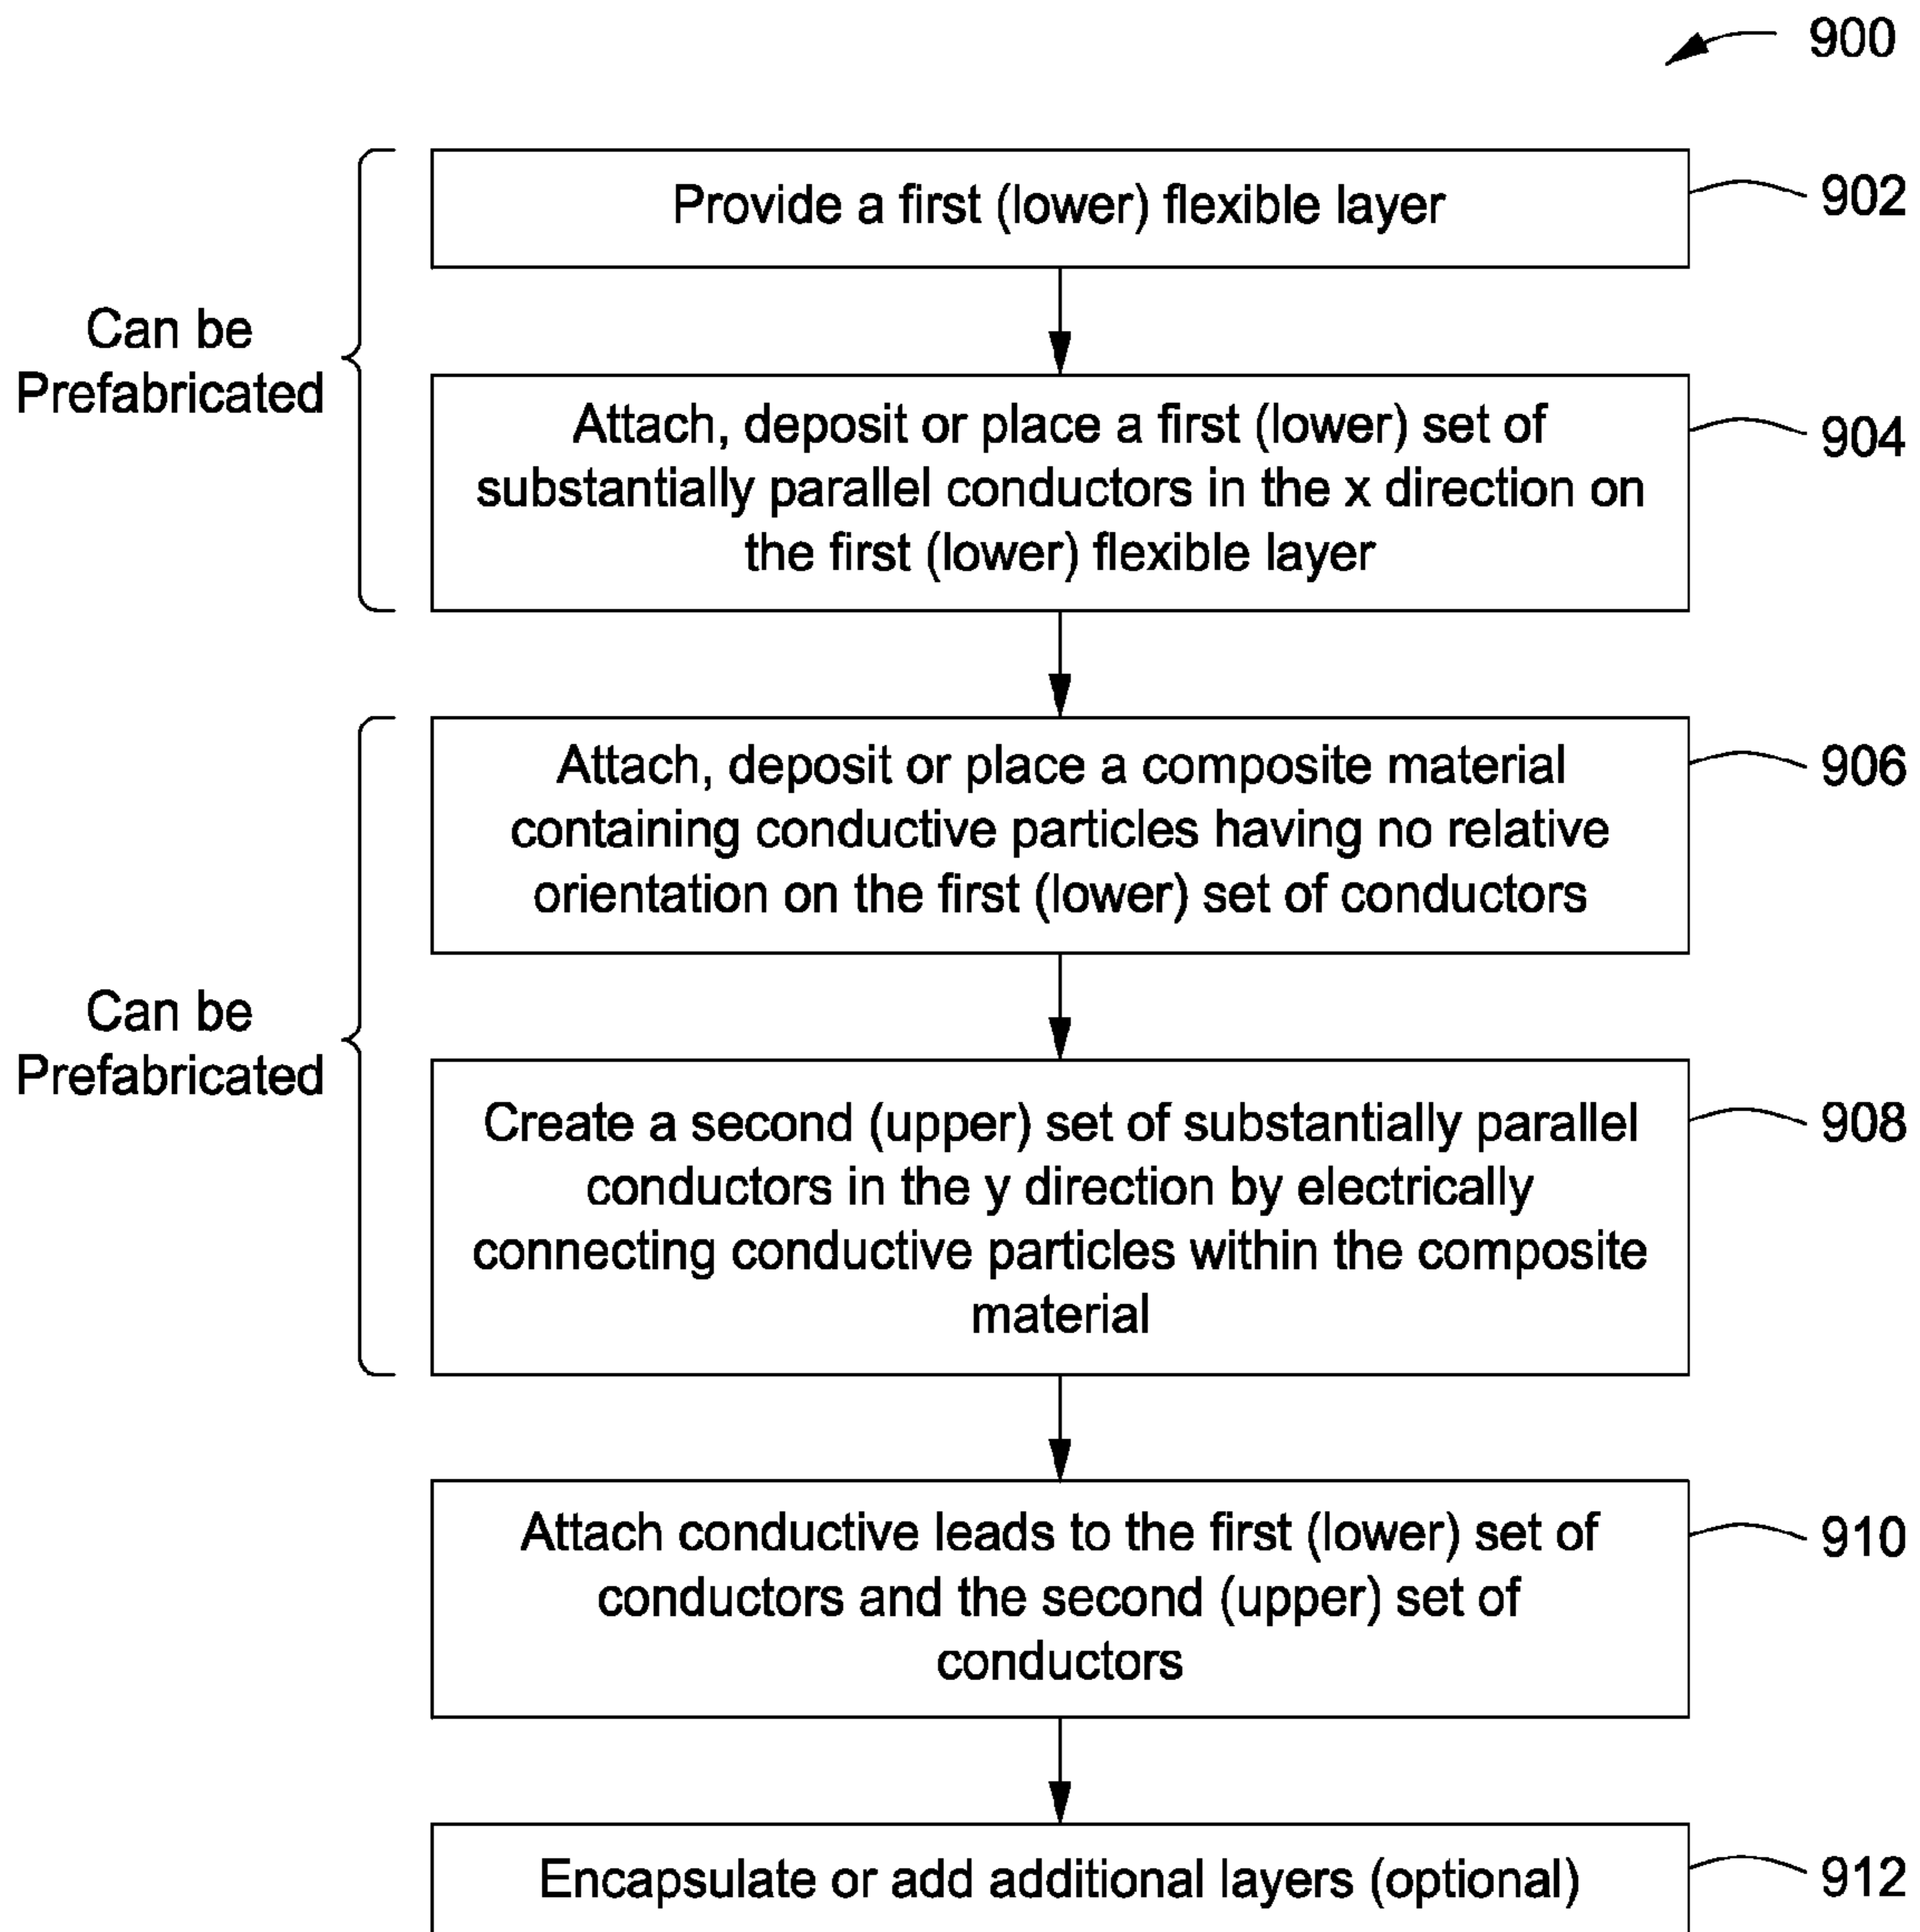 900
Provide a first (lower) flexible layer
902
Can be
Prefabricated
Attach, deposit or place a first (lower) set of
substantially parallel conductors in the x direction on
the first (lower) flexible layer
904
Attach, deposit or place a composite material
containing conductive particles having no relative
orientation on the first (lower) set of conductors
906
Can be
Prefabricated
Create a second (upper) set of substantially parallel
conductors in the y direction by electrically
connecting conductive particles within the composite
material
908
Attach conductive leads to the first (lower) set of
conductors and the second (upper) set of
conductors
910
Encapsulate or add additional layers (optional)
912